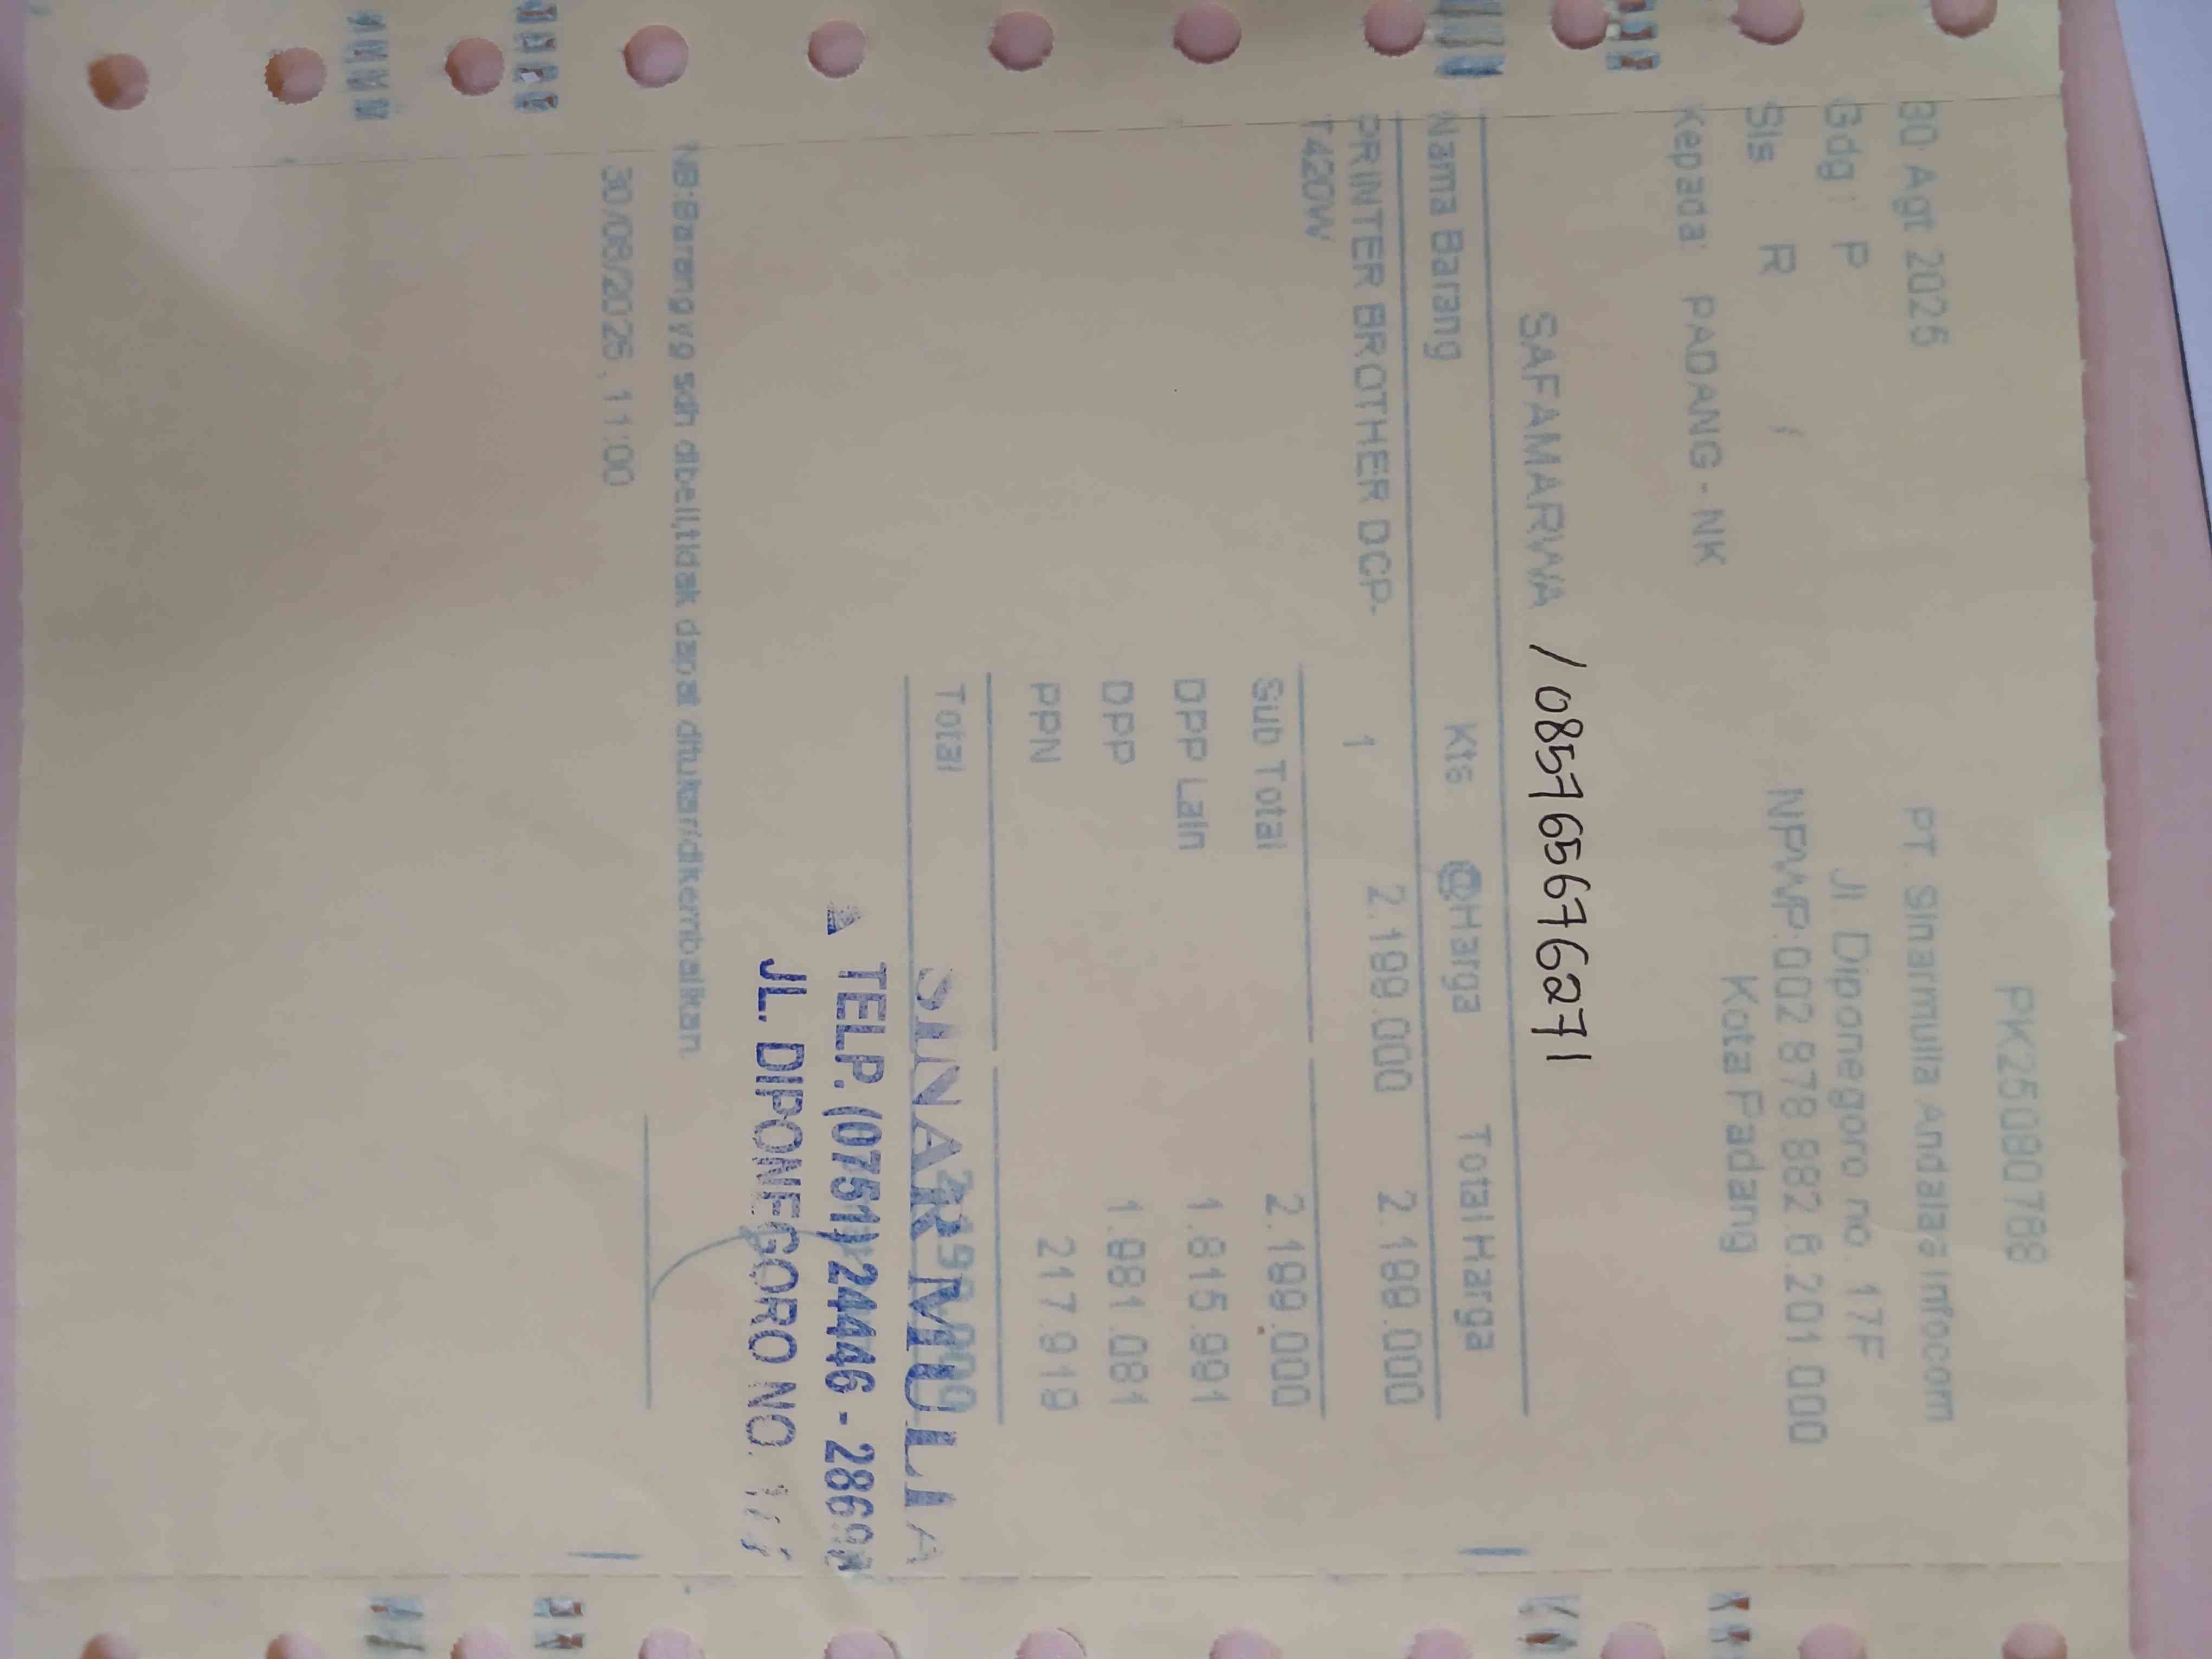 PK25080788
30 Agt 2025 PT. Sinarmulia Andalas Infocom
Gdg : P Jl. Diponegoro no. 17F
Sls : R / NPWP:002.878.882.6.201.000
Kepada : PADANG - NK Kota Padang
SAFAMARWA / 085765676271
Nama Barang Kts @Harga Total Harga
PRINTER BROTHER DCP- 1 2.199.000 2.199.000
T420W
Sub Total 2.199.000
DPP Lain 1.815.991
DPP 1.981.081
PPN 217.919
Total 2.199.000
SINAR MULIA
TELP. (0751) 24446 -
JL. DIPONEGORO NO.
NB:Barang yg sdh dibeli,tidak dapat ditukar/dikembalikan.
30/08/2025 , 11:00